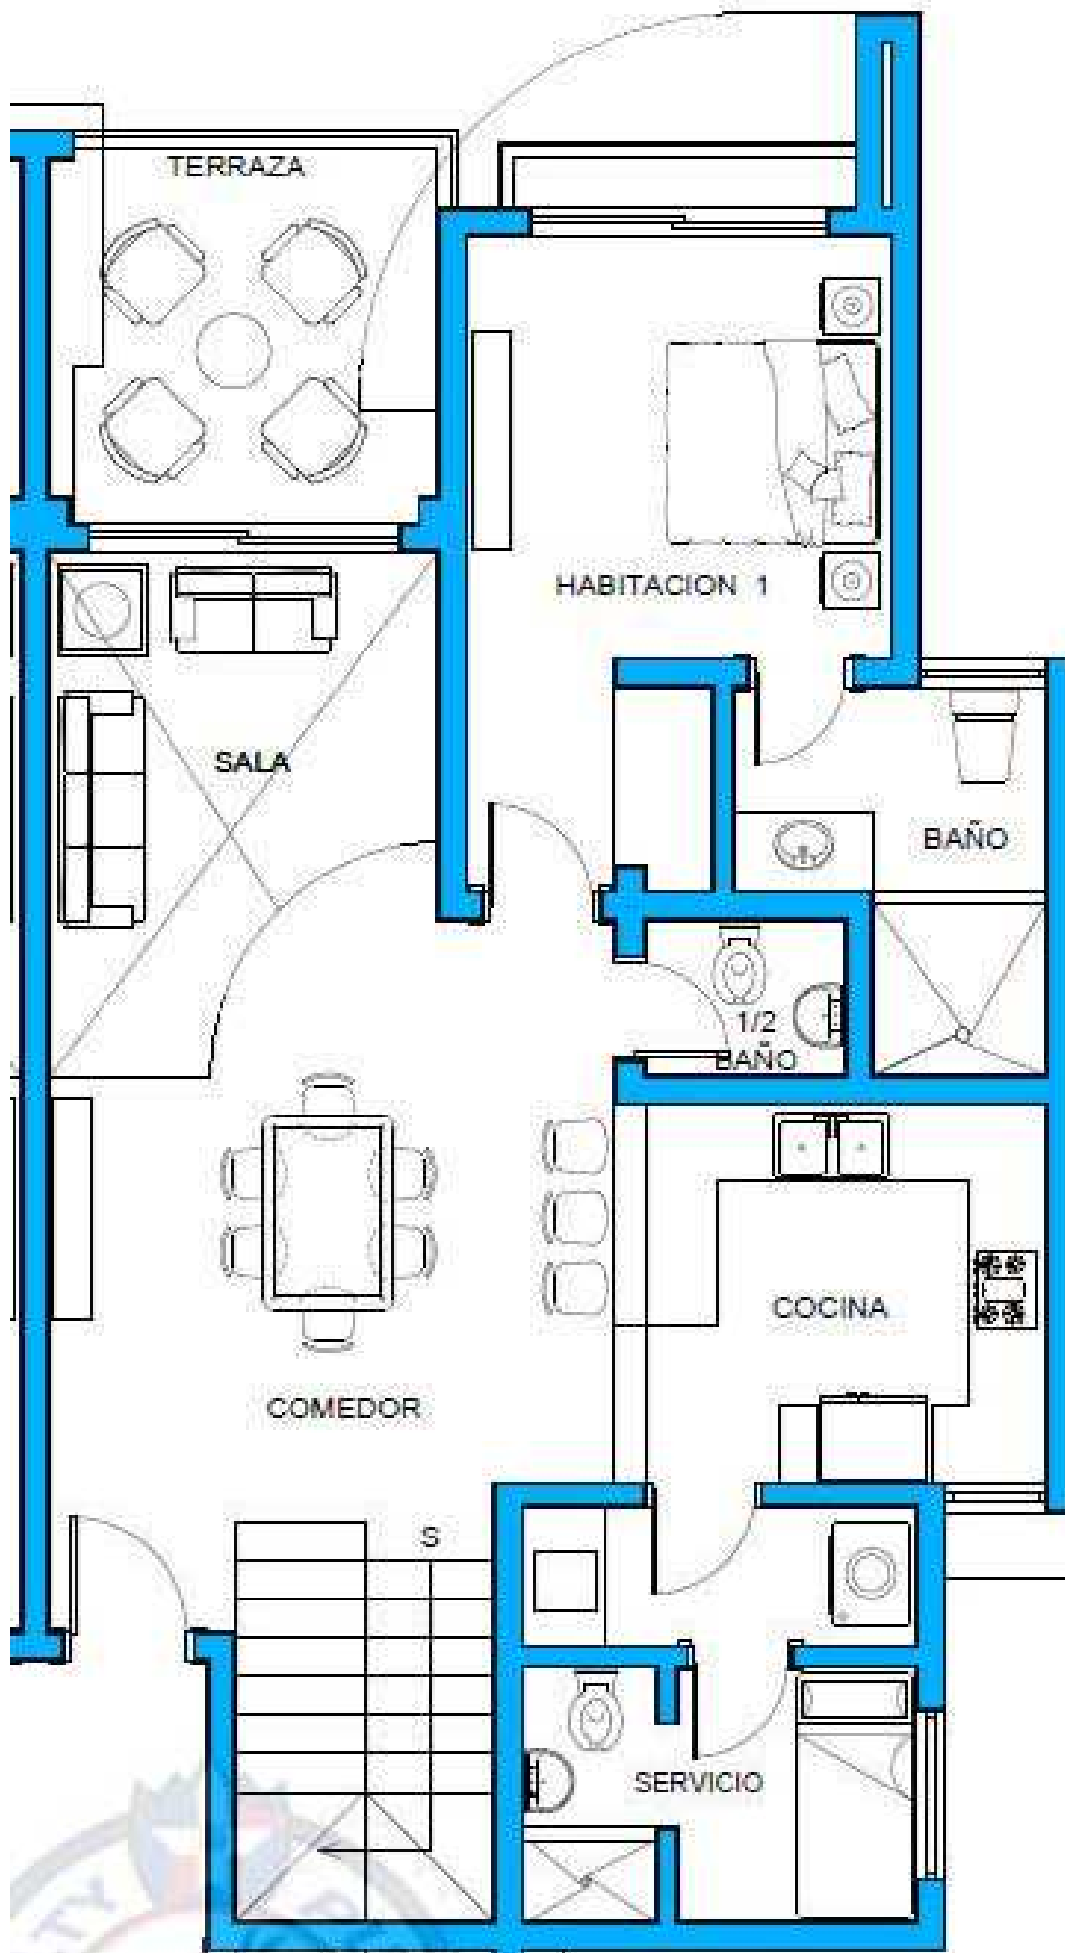 TERRAZA
HABITACION 1
SALA
BAÑO
1/2
BAÑO
COCINA
COMEDOR
S
SERVICIO